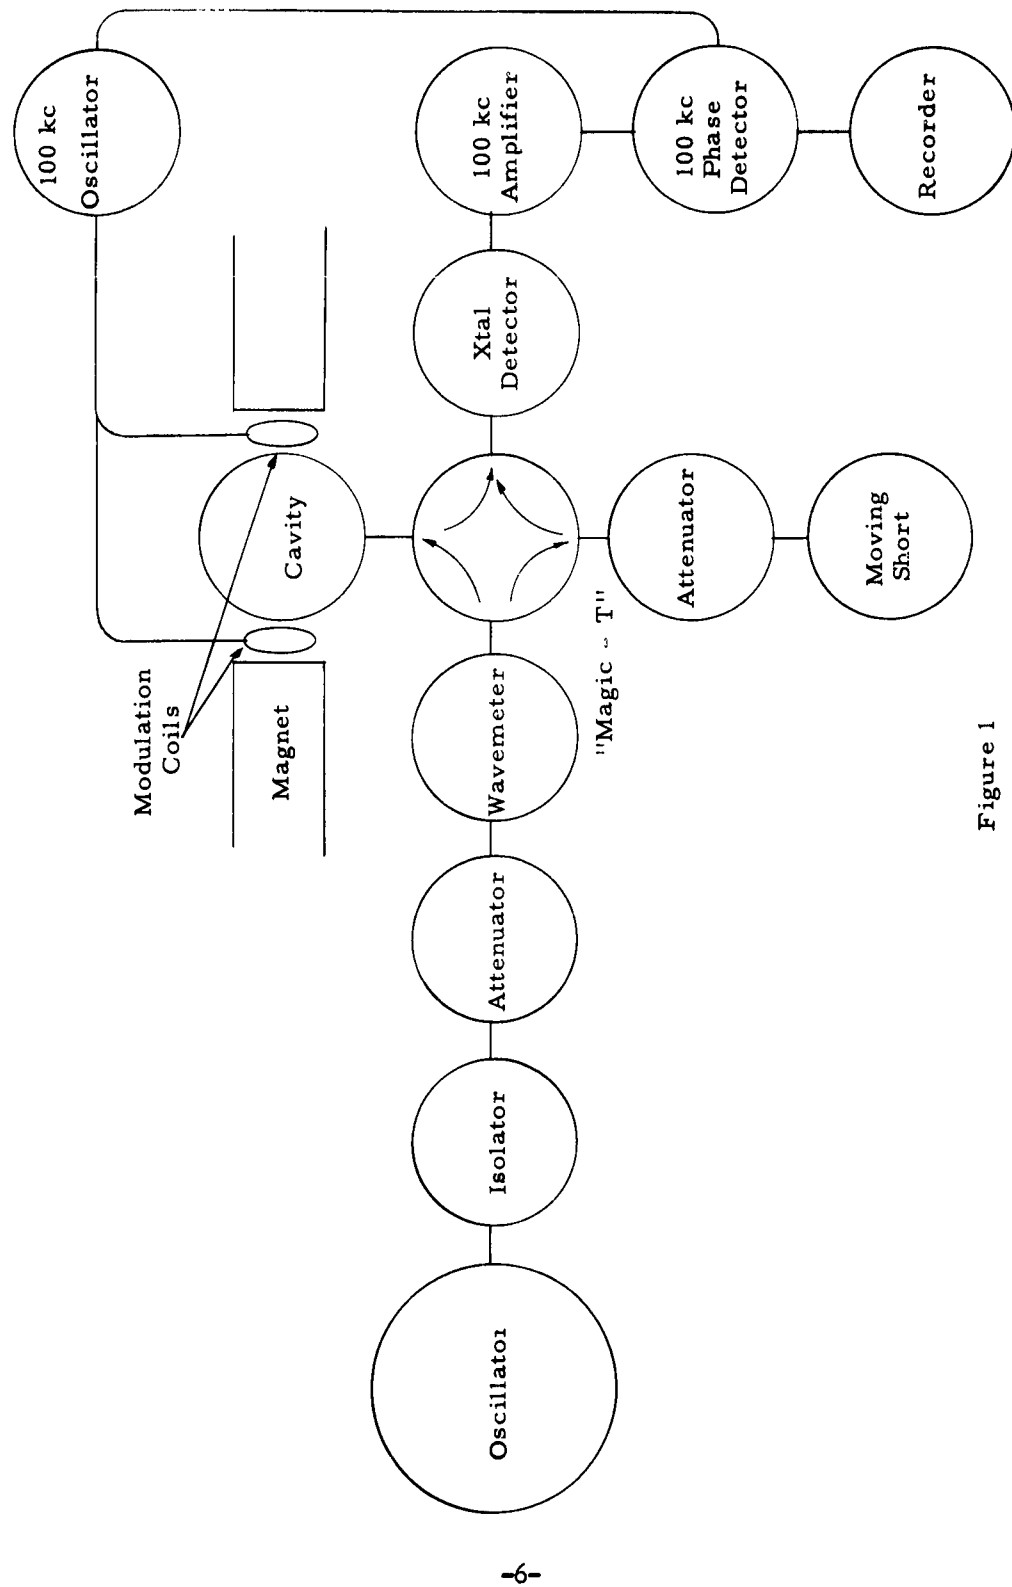 100 kc
Oscillator
Modulation
Coils
Magnet
Cavity
Oscillator
Isolator
Attenuator
Wavemeter
"Magic - T"
Xtal
Detector
100 kc
Amplifier
100 kc
Phase
Detector
Recorder
Attenuator
Moving
Short
Figure 1
-6-